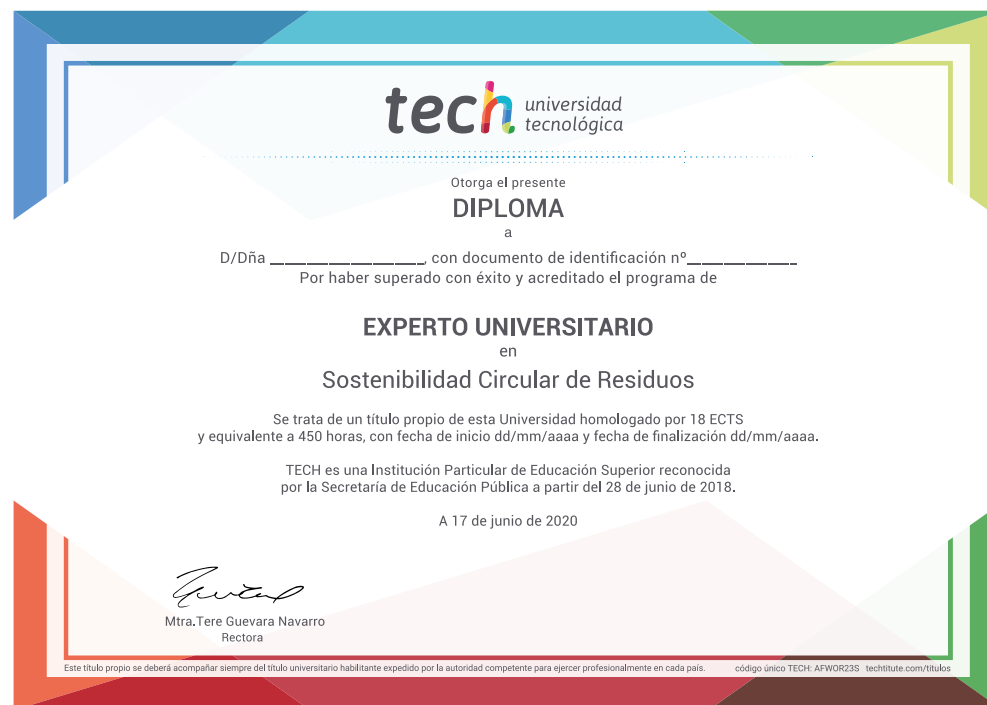 tech universidad
tecnológica
Otorga el presente
DIPLOMA
a
D/Dña __________________, con documento de identificación nº____________
Por haber superado con éxito y acreditado el programa de
EXPERTO UNIVERSITARIO
en
Sostenibilidad Circular de Residuos
Se trata de un título propio de esta Universidad homologado por 18 ECTS
y equivalente a 450 horas, con fecha de inicio dd/mm/aaaa y fecha de finalización dd/mm/aaaa.
TECH es una Institución Particular de Educación Superior reconocida
por la Secretaría de Educación Pública a partir del 28 de junio de 2018.
A 17 de junio de 2020
Mtra.Tere Guevara Navarro
Rectora
Este título propio se deberá acompañar siempre del título universitario habilitante expedido por la autoridad competente para ejercer profesionalmente en cada país. código único TECH: AFWOR23S techtitute.com/titulos